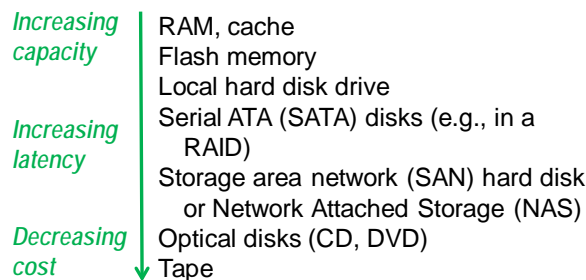 Increasing
capacity
Increasing
latency
Decreasing
cost
RAM, cache
Flash memory
Local hard disk drive
Serial ATA (SATA) disks (e.g., in a
RAID)
Storage area network (SAN) hard disk
or Network Attached Storage (NAS)
Optical disks (CD, DVD)
Tape